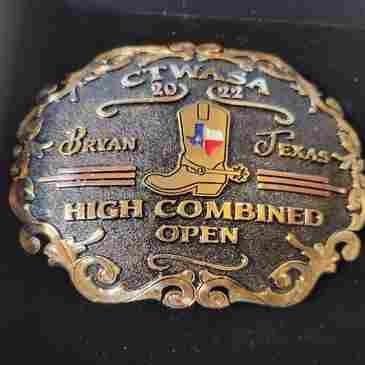 CTWASA
20 22
BRYAN TEXAS
HIGH COMBINED
OPEN